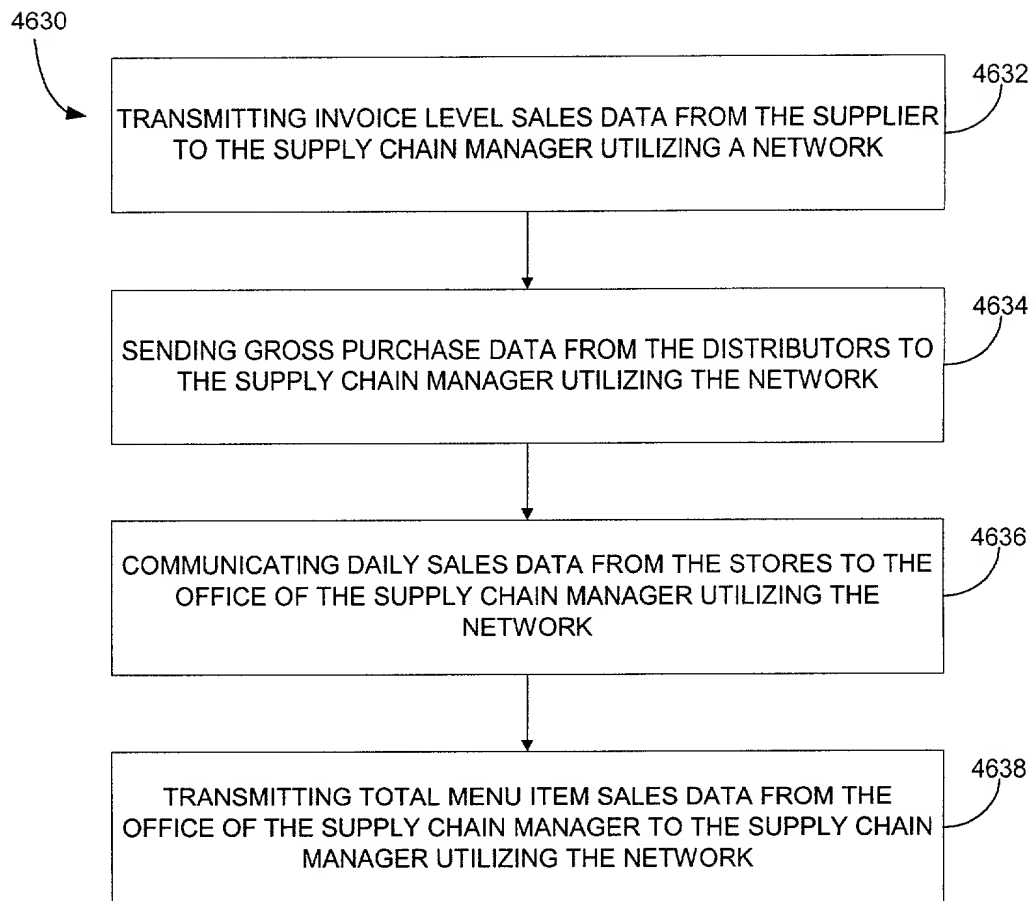 4630
4632
TRANSMITTING INVOICE LEVEL SALES DATA FROM THE SUPPLIER
TO THE SUPPLY CHAIN MANAGER UTILIZING A NETWORK
4634
SENDING GROSS PURCHASE DATA FROM THE DISTRIBUTORS TO
THE SUPPLY CHAIN MANAGER UTILIZING THE NETWORK
4636
COMMUNICATING DAILY SALES DATA FROM THE STORES TO THE
OFFICE OF THE SUPPLY CHAIN MANAGER UTILIZING THE
NETWORK
4638
TRANSMITTING TOTAL MENU ITEM SALES DATA FROM THE
OFFICE OF THE SUPPLY CHAIN MANAGER TO THE SUPPLY CHAIN
MANAGER UTILIZING THE NETWORK